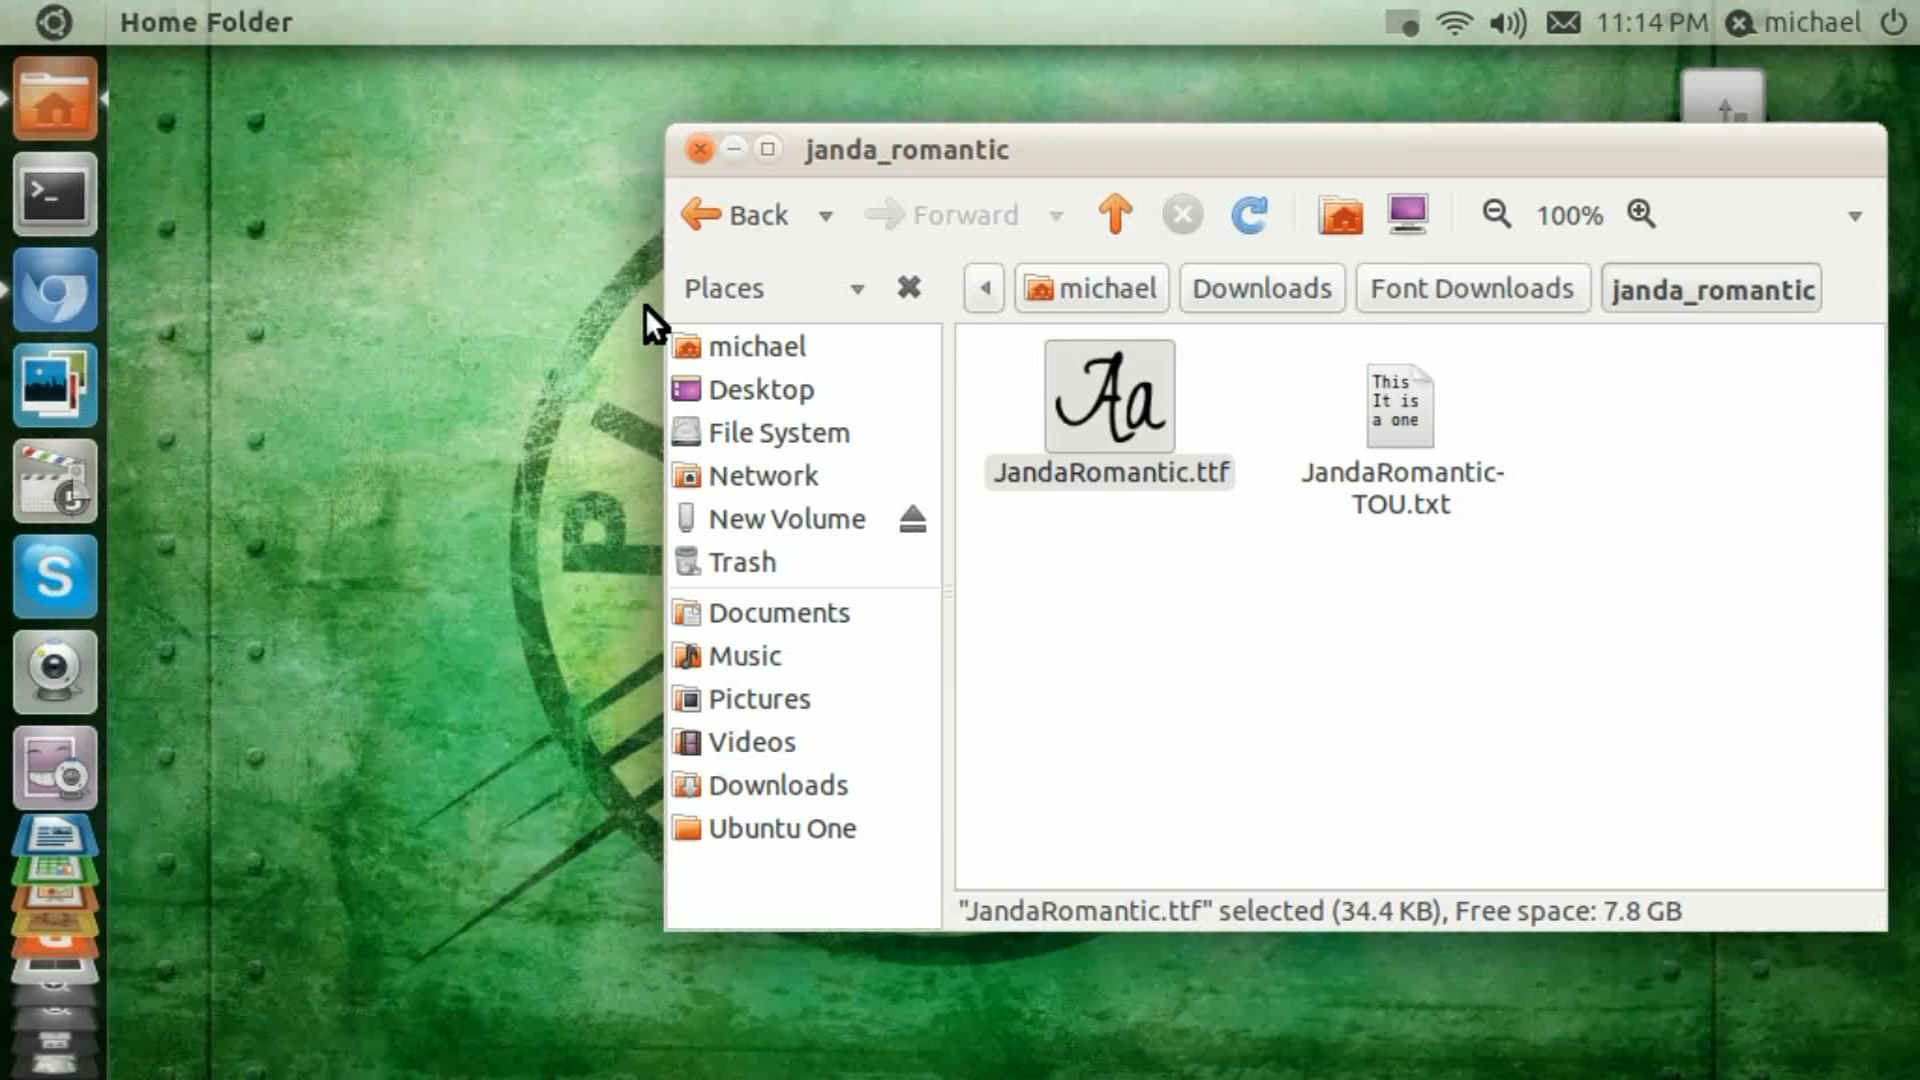 Home Folder
11:14 PM michael
janda_romantic
Back Forward 100%
Places michael Downloads Font Downloads janda_romantic
michael
Desktop
File System
Network
New Volume
Trash
Documents
Music
Pictures
Videos
Downloads
Ubuntu One
Aa
JandaRomantic.ttf
This
It is
a one
JandaRomantic-
TOU.txt
"JandaRomantic.ttf" selected (34.4 KB), Free space: 7.8 GB